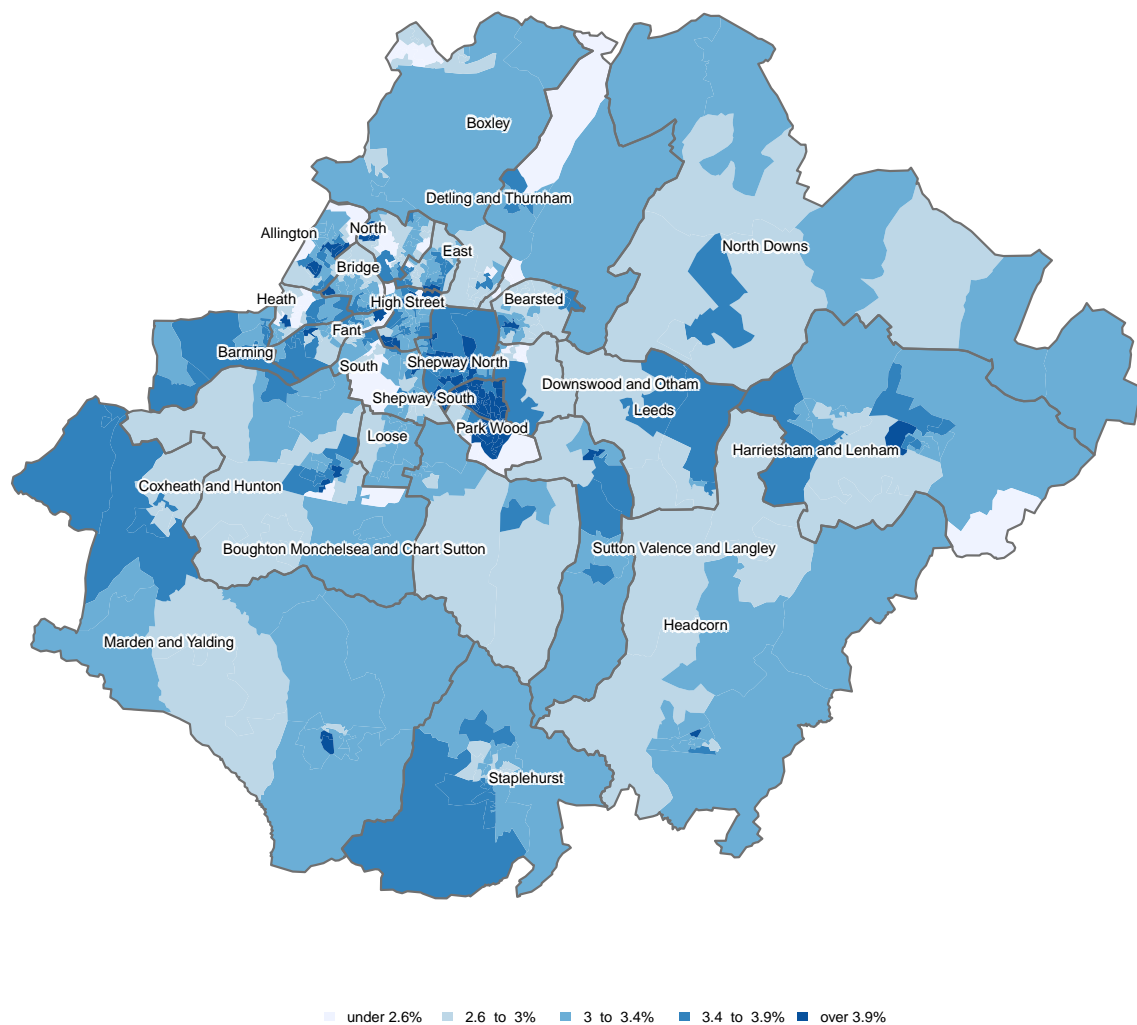 Boxley
Detling and Thurnham
North
Allington
East
North Downs
Bridge
Heath
High Street
Bearsted
Fant
Barming
South
Shepway North
Downswood and Otham
Shepway South
Leeds
Park Wood
Loose
Harrietsham and Lenham
Coxheath and Hunton
Boughton Monchelsea and Chart Sutton
Sutton Valence and Langley
Headcorn
Marden and Yalding
Staplehurst
under 2.6% 2.6 to 3% 3 to 3.4% 3.4 to 3.9% over 3.9%